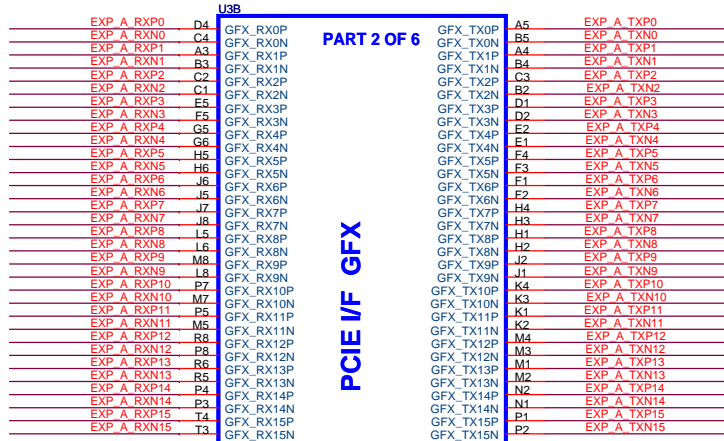 U3B
PART 2 OF 6
PCIE I/F GFX
EXP_A_RXP0 D4 GFX_RX0P GFX_TX0P A5 EXP_A_TXP0
EXP_A_RXN0 C4 GFX_RX0N GFX_TX0N B5 EXP_A_TXN0
EXP_A_RXP1 A3 GFX_RX1P GFX_TX1P A4 EXP_A_TXP1
EXP_A_RXN1 B3 GFX_RX1N GFX_TX1N B4 EXP_A_TXN1
EXP_A_RXP2 C2 GFX_RX2P GFX_TX2P C3 EXP_A_TXP2
EXP_A_RXN2 C1 GFX_RX2N GFX_TX2N B2 EXP_A_TXN2
EXP_A_RXP3 E5 GFX_RX3P GFX_TX3P D1 EXP_A_TXP3
EXP_A_RXN3 F5 GFX_RX3N GFX_TX3N D2 EXP_A_TXN3
EXP_A_RXP4 G5 GFX_RX4P GFX_TX4P E2 EXP_A_TXP4
EXP_A_RXN4 G6 GFX_RX4N GFX_TX4N E1 EXP_A_TXN4
EXP_A_RXP5 H5 GFX_RX5P GFX_TX5P F4 EXP_A_TXP5
EXP_A_RXN5 H6 GFX_RX5N GFX_TX5N F3 EXP_A_TXN5
EXP_A_RXP6 J6 GFX_RX6P GFX_TX6P F1 EXP_A_TXP6
EXP_A_RXN6 J5 GFX_RX6N GFX_TX6N F2 EXP_A_TXN6
EXP_A_RXP7 J7 GFX_RX7P GFX_TX7P H4 EXP_A_TXP7
EXP_A_RXN7 J8 GFX_RX7N GFX_TX7N H3 EXP_A_TXN7
EXP_A_RXP8 L5 GFX_RX8P GFX_TX8P H1 EXP_A_TXP8
EXP_A_RXN8 L6 GFX_RX8N GFX_TX8N H2 EXP_A_TXN8
EXP_A_RXP9 M8 GFX_RX9P GFX_TX9P J2 EXP_A_TXP9
EXP_A_RXN9 L8 GFX_RX9N GFX_TX9N J1 EXP_A_TXN9
EXP_A_RXP10 P7 GFX_RX10P GFX_TX10P K4 EXP_A_TXP10
EXP_A_RXN10 M7 GFX_RX10N GFX_TX10N K3 EXP_A_TXN10
EXP_A_RXP11 P5 GFX_RX11P GFX_TX11P K1 EXP_A_TXP11
EXP_A_RXN11 M5 GFX_RX11N GFX_TX11N K2 EXP_A_TXN11
EXP_A_RXP12 R8 GFX_RX12P GFX_TX12P M4 EXP_A_TXP12
EXP_A_RXN12 P8 GFX_RX12N GFX_TX12N M3 EXP_A_TXN12
EXP_A_RXP13 R6 GFX_RX13P GFX_TX13P M1 EXP_A_TXP13
EXP_A_RXN13 R5 GFX_RX13N GFX_TX13N M2 EXP_A_TXN13
EXP_A_RXP14 P4 GFX_RX14P GFX_TX14P N2 EXP_A_TXP14
EXP_A_RXN14 P3 GFX_RX14N GFX_TX14N N1 EXP_A_TXN14
EXP_A_RXP15 T4 GFX_RX15P GFX_TX15P P1 EXP_A_TXP15
EXP_A_RXN15 T3 GFX_RX15N GFX_TX15N P2 EXP_A_TXN15